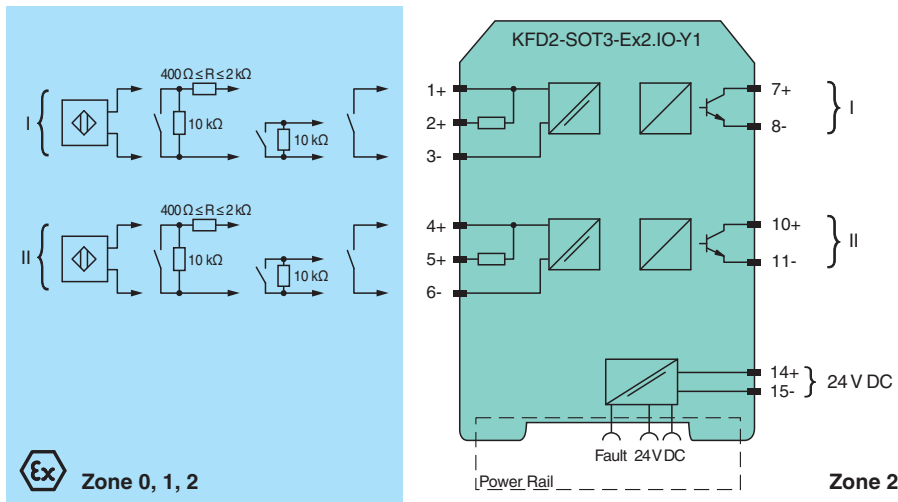 KFD2-SOT3-Ex2.IO-Y1
400 Ω ≤ R ≤ 2 kΩ
I
10 kΩ
10 kΩ
1+
2+
3-
7+
8-
I
400 Ω ≤ R ≤ 2 kΩ
II
10 kΩ
10 kΩ
4+
5+
6-
10+
11-
II
14+
15-
24 V DC
Fault 24 V DC
Power Rail
Ex Zone 0, 1, 2
Zone 2